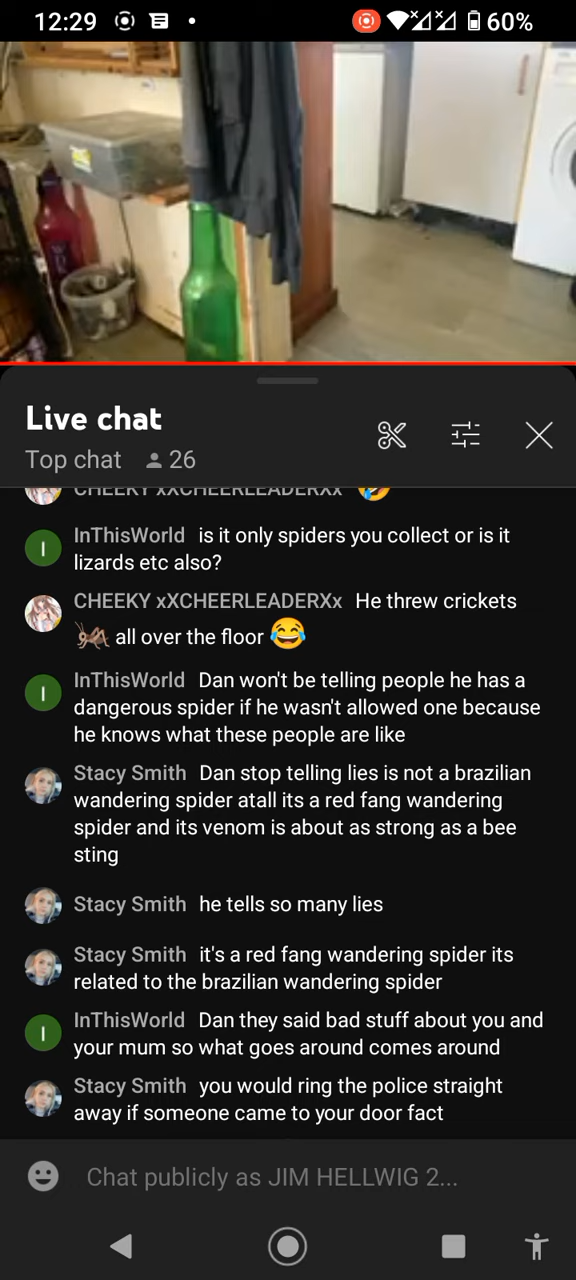 12:29
60%
Live chat
Top chat 26
CHEEKY xXCHEERLEADERXx 🤣
InThisWorld is it only spiders you collect or is it
lizards etc also?
CHEEKY xXCHEERLEADERXx He threw crickets
🦗 all over the floor 😂
InThisWorld Dan won't be telling people he has a
dangerous spider if he wasn't allowed one because
he knows what these people are like
Stacy Smith Dan stop telling lies is not a brazilian
wandering spider atall its a red fang wandering
spider and its venom is about as strong as a bee
sting
Stacy Smith he tells so many lies
Stacy Smith it's a red fang wandering spider its
related to the brazilian wandering spider
InThisWorld Dan they said bad stuff about you and
your mum so what goes around comes around
Stacy Smith you would ring the police straight
away if someone came to your door fact
Chat publicly as JIM HELLWIG 2...